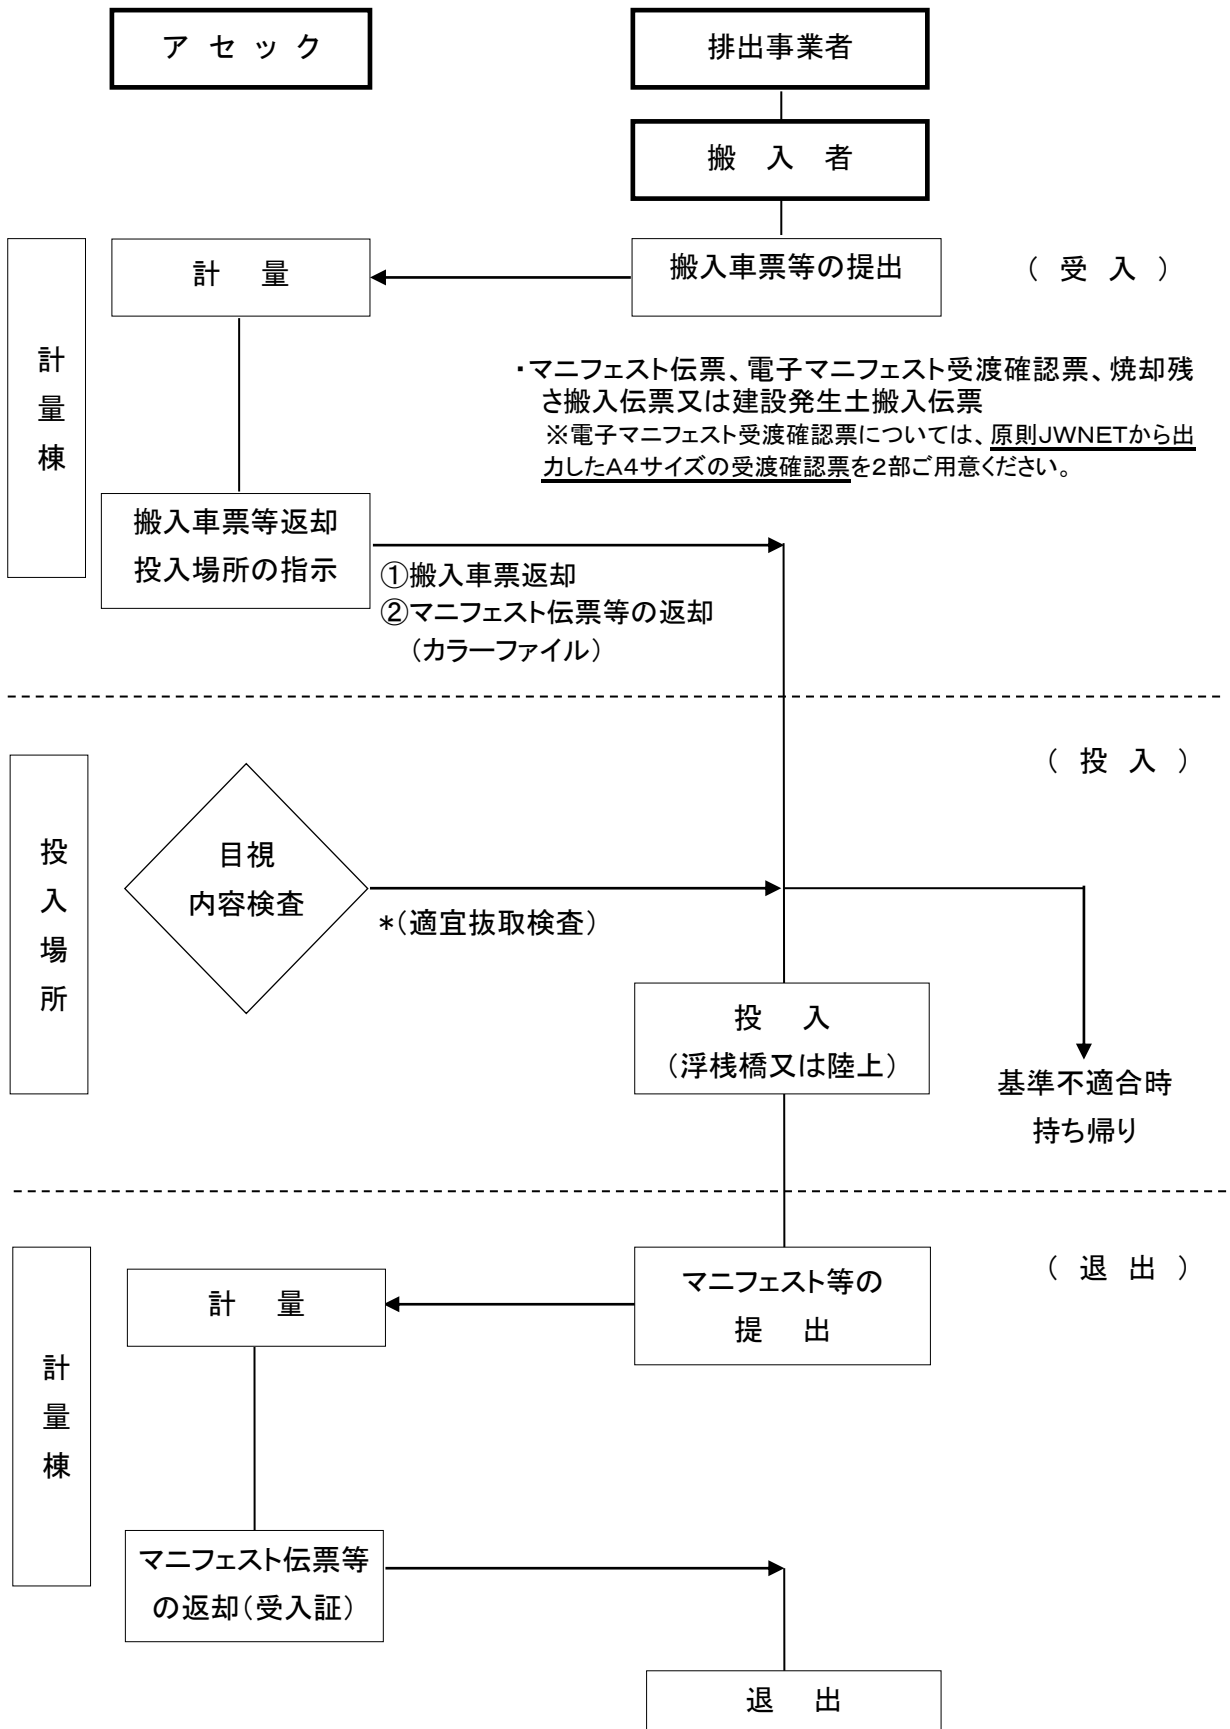 アセック
排出事業者
搬入者
計量棟
計量
搬入車票等の提出
（受入）
・マニフェスト伝票、電子マニフェスト受渡確認票、焼却残
さ搬入伝票又は建設発生土搬入伝票
※電子マニフェスト受渡確認票については、原則JWNETから出
力したA4サイズの受渡確認票を2部ご用意ください。
搬入車票等返却
投入場所の指示
①搬入車票返却
②マニフェスト伝票等の返却
（カラーファイル）
投入場所
（投入）
目視
内容検査
*（適宜抜取検査）
投入
（浮桟橋又は陸上）
基準不適合時
持ち帰り
計量棟
計量
マニフェスト等の
提出
（退出）
マニフェスト伝票等
の返却（受入証）
退出